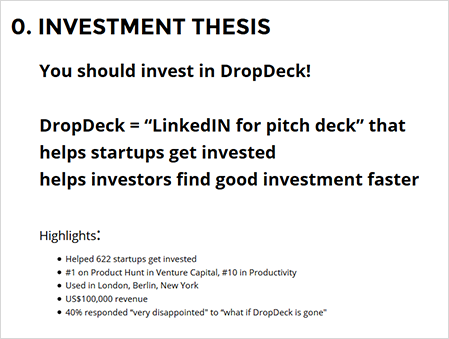 0. INVESTMENT THESIS
You should invest in DropDeck!
DropDeck = “LinkedIN for pitch deck” that
helps startups get invested
helps investors find good investment faster
Highlights:
• Helped 622 startups get invested
• #1 on Product Hunt in Venture Capital, #10 in Productivity
• Used in London, Berlin, New York
• US$100,000 revenue
• 40% responded “very disappointed” to “what if DropDeck is gone”